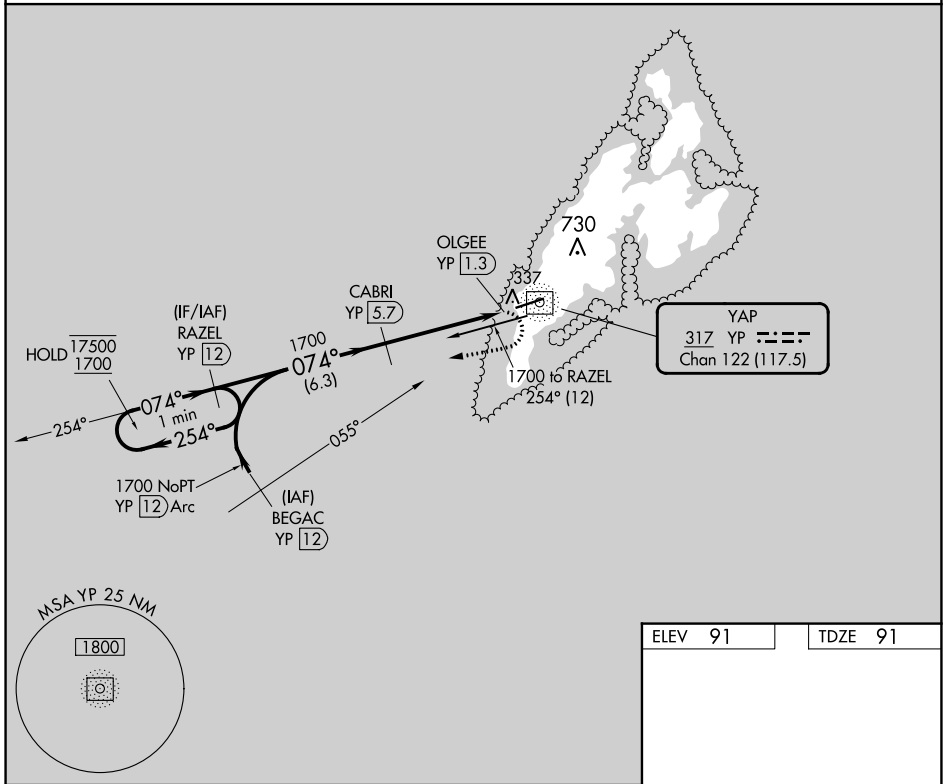 730
OLGEE
YP 1.3
337
CABRI
YP 5.7
YAP
317 YP
Chan 122 (117.5)
(IF/IAF)
RAZEL
YP 12
HOLD 17500
1700
1700
074°
(6.3)
1700 to RAZEL
254° (12)
074°
1 min
254°
254°
055°
1700 NoPT
YP 12 Arc
(IAF)
BEGAC
YP 12
MSA YP 25 NM
1800
ELEV 91
TDZE 91